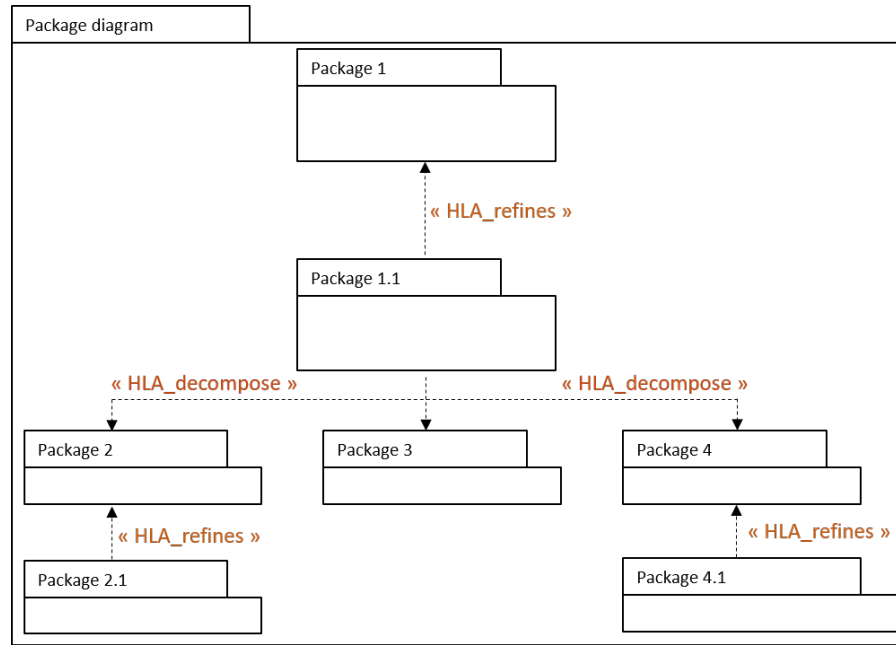 Package diagram
Package 1
« HLA_refines »
Package 1.1
« HLA_decompose »
« HLA_decompose »
Package 2
Package 3
Package 4
« HLA_refines »
« HLA_refines »
Package 2.1
Package 4.1